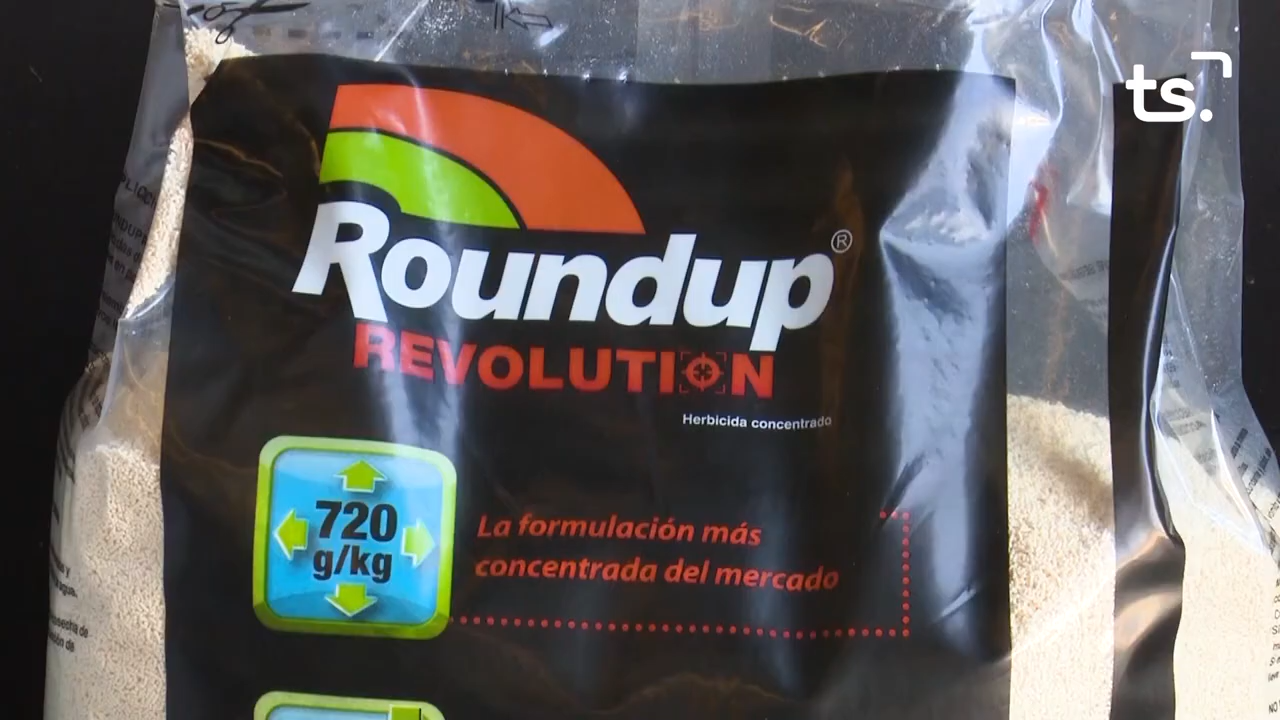 ts.
Roundup®
REVOLUTION
Herbicida concentrado
720
g/kg
La formulación más
concentrada del mercado